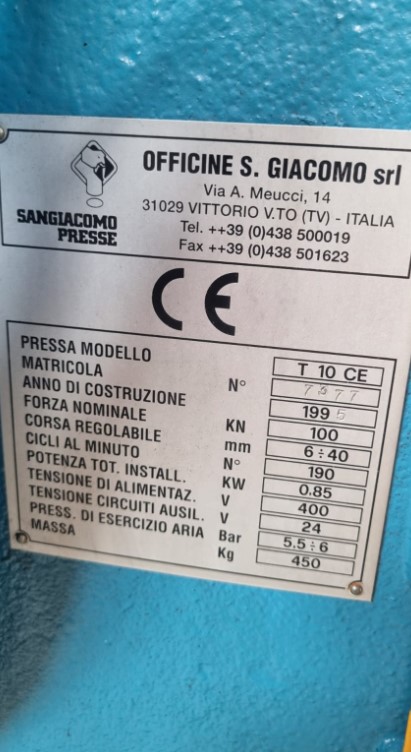 SANGIACOMO
PRESSE
OFFICINE S. GIACOMO srl
Via A. Meucci, 14
31029 VITTORIO V.TO (TV) - ITALIA
Tel. ++39 (0)438 500019
Fax ++39 (0)438 501623
CE
PRESSA MODELLO T 10 CE
MATRICOLA N° 7377
ANNO DI COSTRUZIONE 1995
FORZA NOMINALE KN 100
CORSA REGOLABILE mm 6÷40
CICLI AL MINUTO N° 190
POTENZA TOT. INSTALL. KW 0.85
TENSIONE DI ALIMENTAZ. V 400
TENSIONE CIRCUITI AUSIL. V 24
PRESS. DI ESERCIZIO ARIA Bar 5.5÷6
MASSA Kg 450